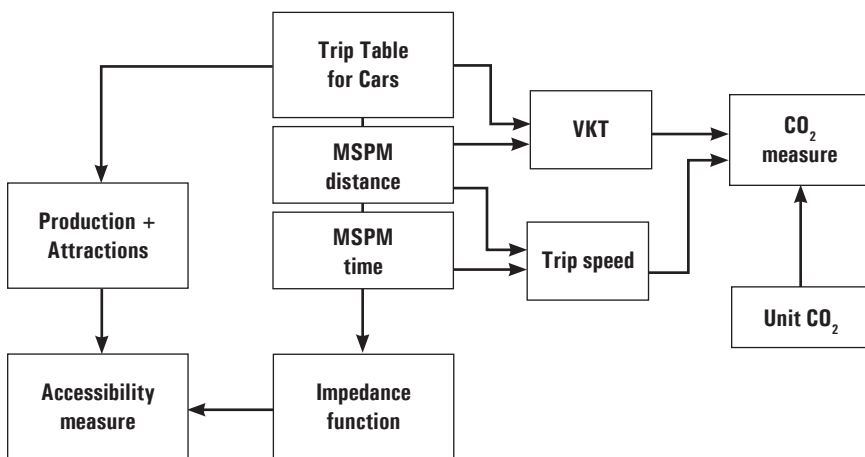 Trip Table
for Cars
VKT
CO₂
measure
MSPM
distance
Production +
Attractions
MSPM
time
Trip speed
Unit CO₂
Accessibility
measure
Impedance
function